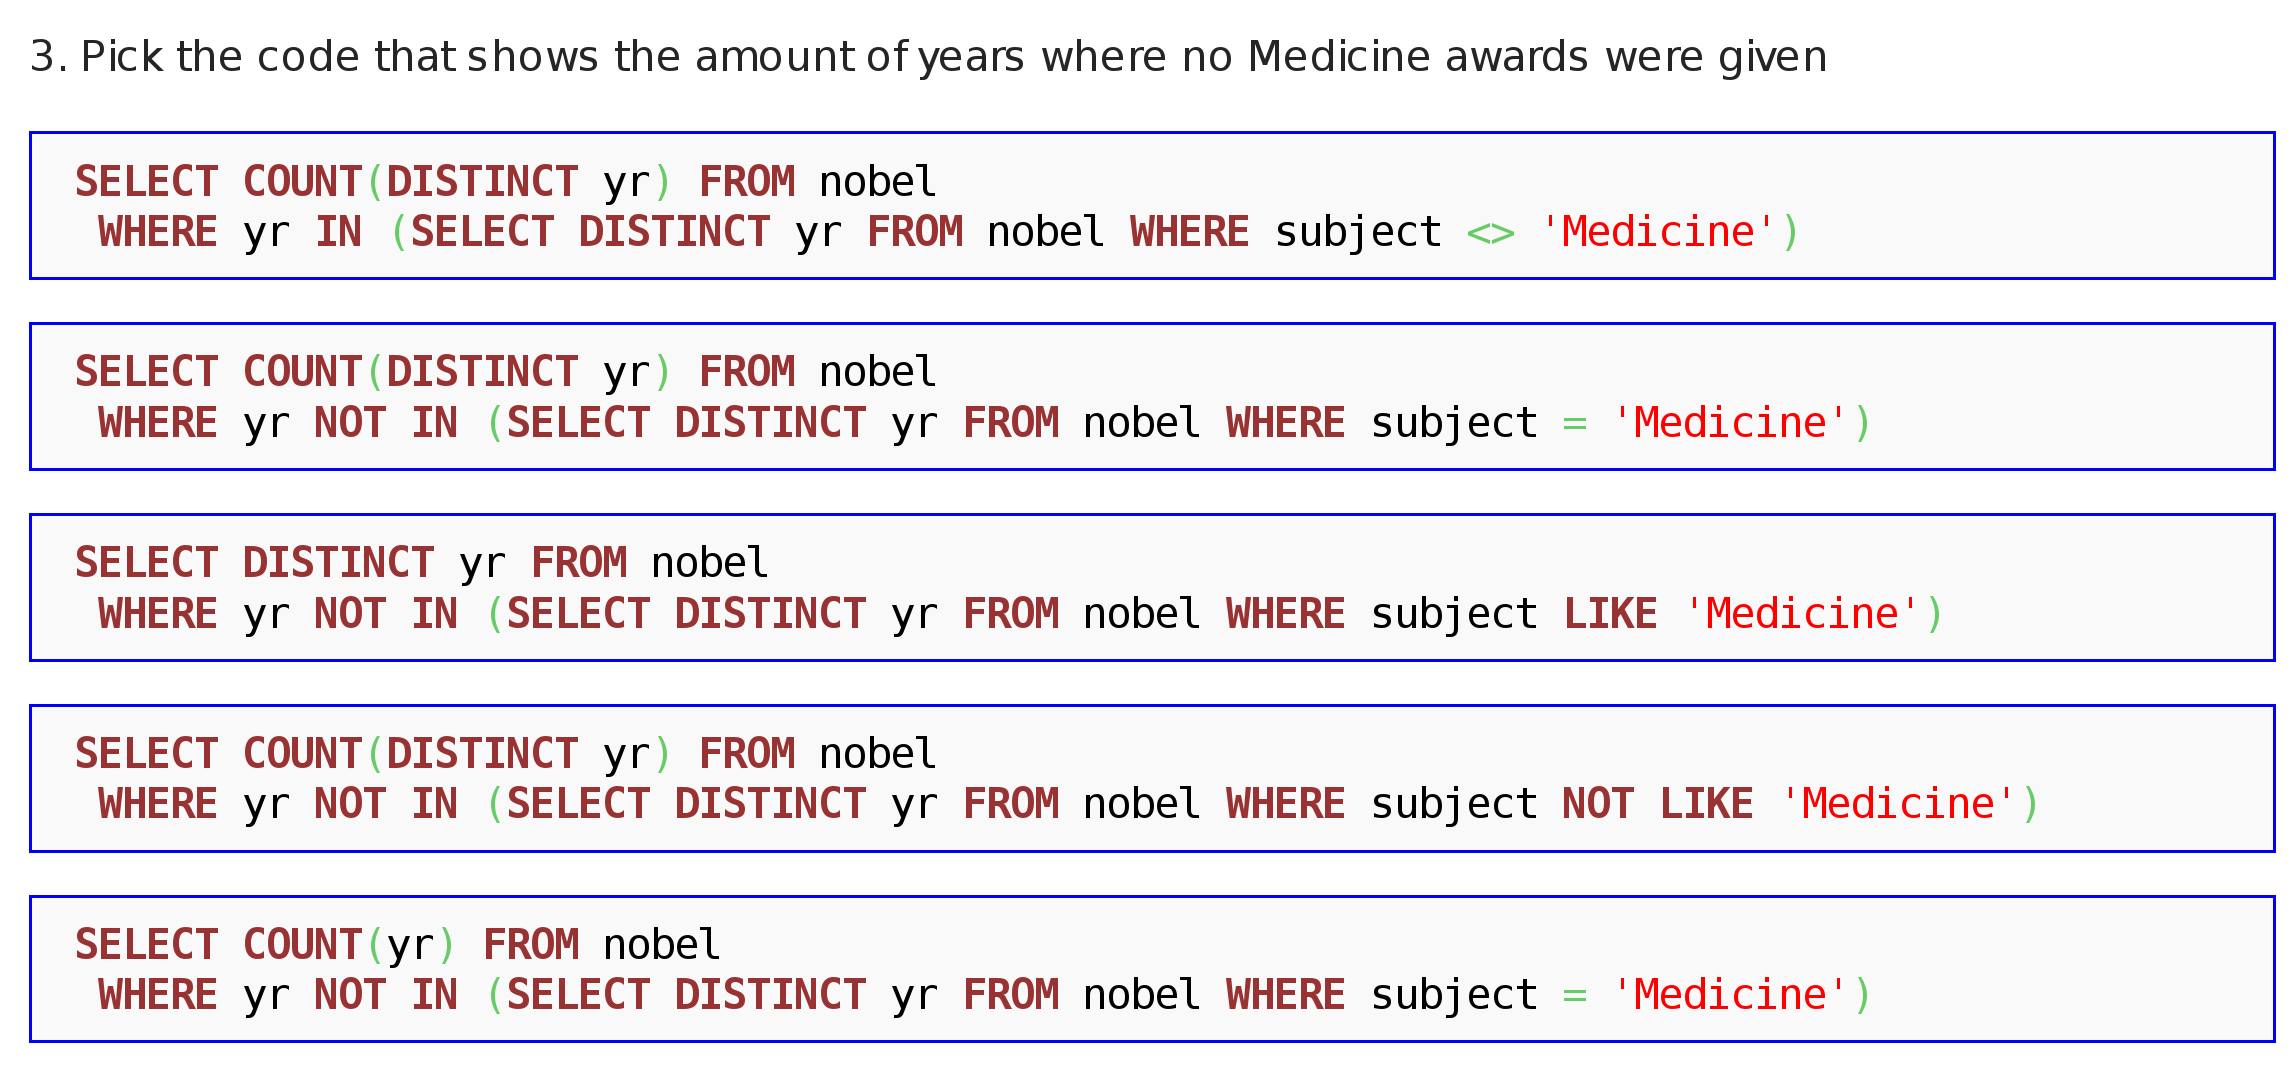 3. Pick the code that shows the amount of years where no Medicine awards were given
SELECT COUNT(DISTINCT yr) FROM nobel
WHERE yr IN (SELECT DISTINCT yr FROM nobel WHERE subject <> 'Medicine')
SELECT COUNT(DISTINCT yr) FROM nobel
WHERE yr NOT IN (SELECT DISTINCT yr FROM nobel WHERE subject = 'Medicine')
SELECT DISTINCT yr FROM nobel
WHERE yr NOT IN (SELECT DISTINCT yr FROM nobel WHERE subject LIKE 'Medicine')
SELECT COUNT(DISTINCT yr) FROM nobel
WHERE yr NOT IN (SELECT DISTINCT yr FROM nobel WHERE subject NOT LIKE 'Medicine')
SELECT COUNT(yr) FROM nobel
WHERE yr NOT IN (SELECT DISTINCT yr FROM nobel WHERE subject = 'Medicine')